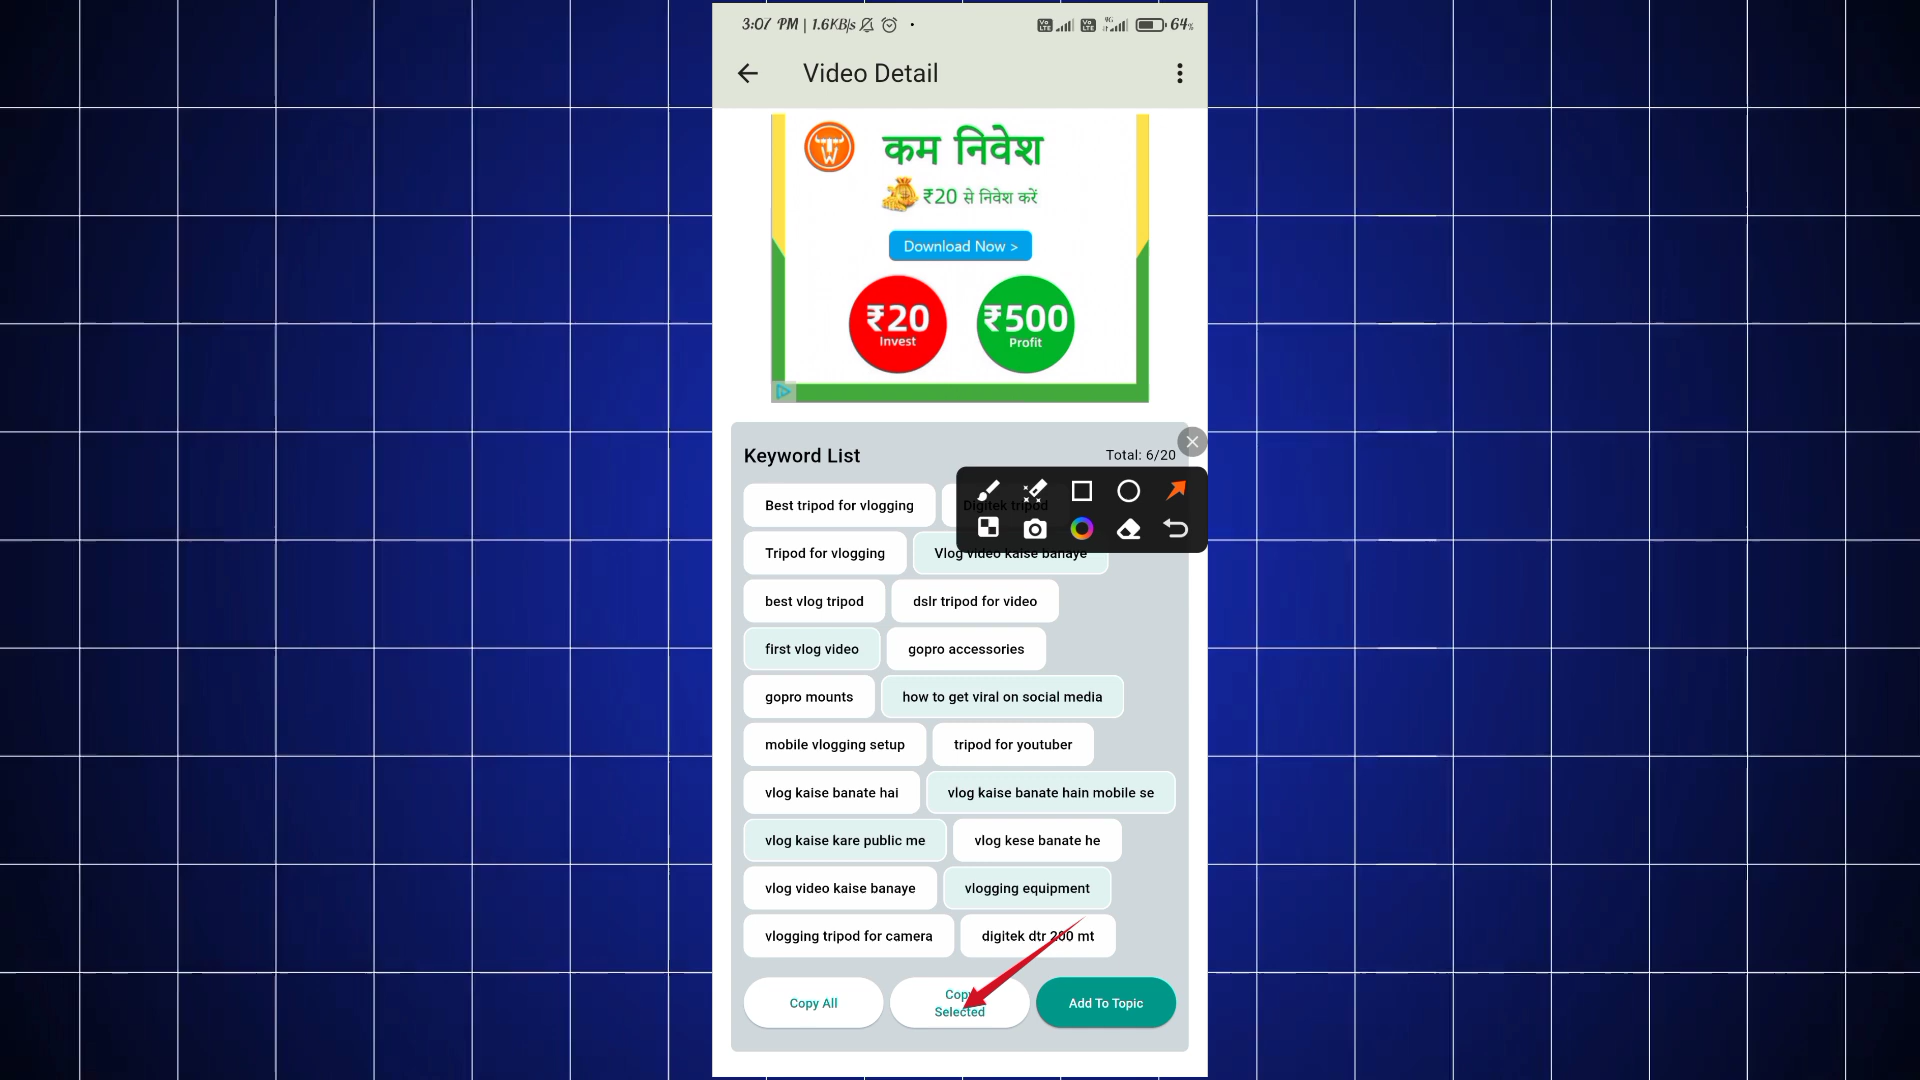 3:07 PM | 1.6KB/s
64%
Video Detail
कम निवेश
₹20 से निवेश करें
Download Now >
₹20
Invest
₹500
Profit
Keyword List
Total: 6/20
Best tripod for vlogging
Digitek tripod
Tripod for vlogging
Vlog video kaise banaye
best vlog tripod
dslr tripod for video
first vlog video
gopro accessories
gopro mounts
how to get viral on social media
mobile vlogging setup
tripod for youtuber
vlog kaise banate hai
vlog kaise banate hain mobile se
vlog kaise kare public me
vlog kese banate he
vlog video kaise banaye
vlogging equipment
vlogging tripod for camera
digitek dtr 200 mt
Copy All
Copy
Selected
Add To Topic